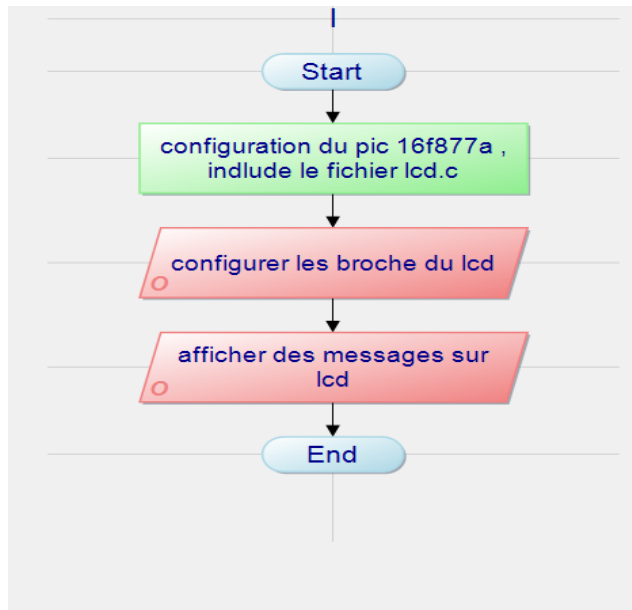 I
Start
configuration du pic 16f877a ,
indlude le fichier lcd.c
configurer les broche du lcd
O
afficher des messages sur
lcd
O
End